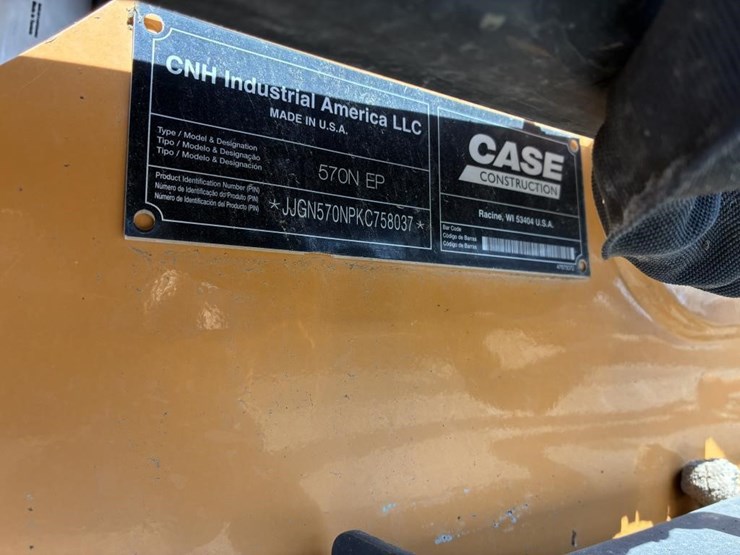 CNH Industrial America LLC
MADE IN U.S.A.
Type / Model & Designation
Tipo / Modelo & Designação
Tipo / Modelo & Designación
570N EP
Product Identification Number (PIN)
Número de Identificação do Produto (PIN)
Número de Identificación del Producto (PIN)
*JJGN570NPKC758037*
CASE
CONSTRUCTION
Racine, WI 53404 U.S.A.
Bar Code
Código de Barras
Código de Barras